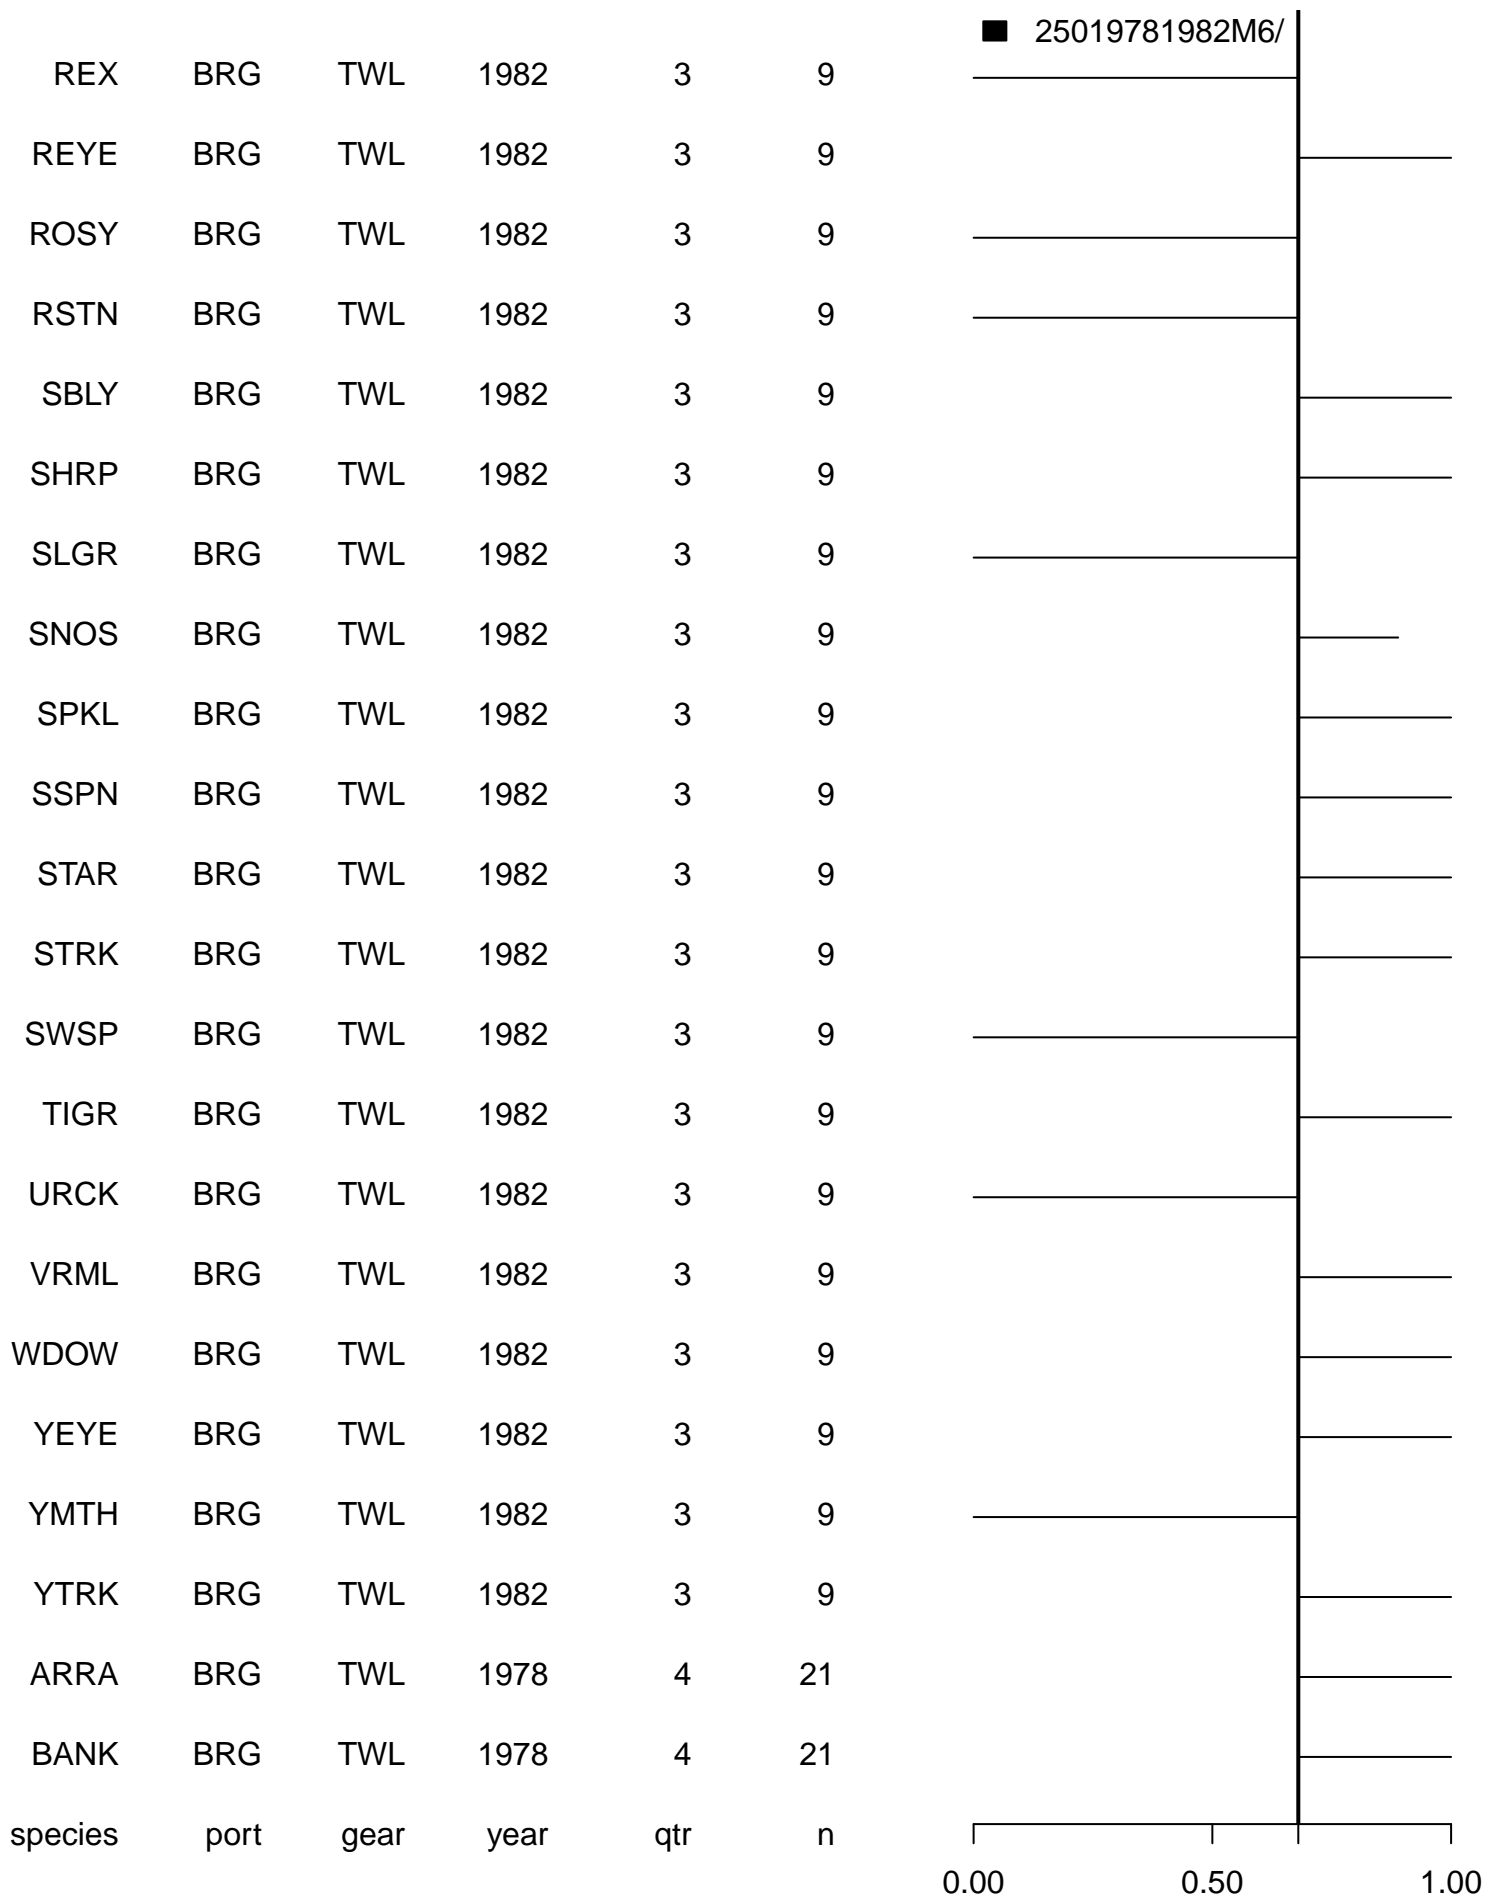 25019781982M6/
REX BRG TWL 1982 3 9
REYE BRG TWL 1982 3 9
ROSY BRG TWL 1982 3 9
RSTN BRG TWL 1982 3 9
SBLY BRG TWL 1982 3 9
SHRP BRG TWL 1982 3 9
SLGR BRG TWL 1982 3 9
SNOS BRG TWL 1982 3 9
SPKL BRG TWL 1982 3 9
SSPN BRG TWL 1982 3 9
STAR BRG TWL 1982 3 9
STRK BRG TWL 1982 3 9
SWSP BRG TWL 1982 3 9
TIGR BRG TWL 1982 3 9
URCK BRG TWL 1982 3 9
VRML BRG TWL 1982 3 9
WDOW BRG TWL 1982 3 9
YEYE BRG TWL 1982 3 9
YMTH BRG TWL 1982 3 9
YTRK BRG TWL 1982 3 9
ARRA BRG TWL 1978 4 21
BANK BRG TWL 1978 4 21
species port gear year qtr n
0.00 0.50 1.00